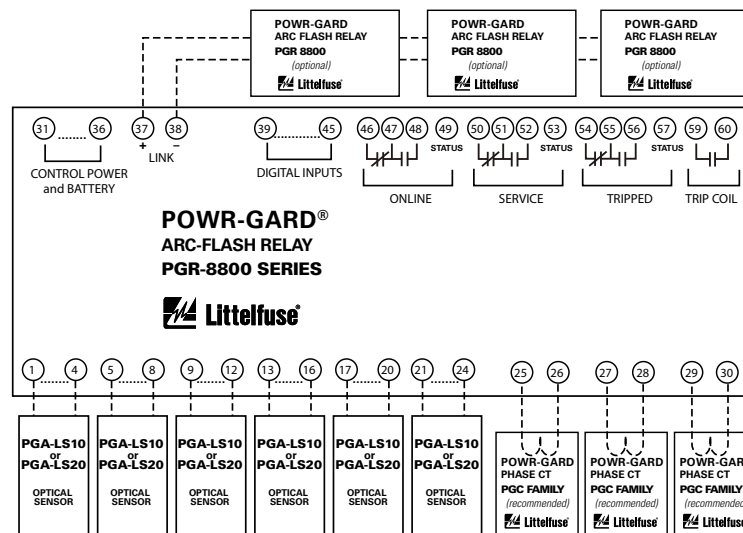 POWR-GARD POWR-GARD POWR-GARD
ARC FLASH RELAY ARC FLASH RELAY ARC FLASH RELAY
PGR 8800 PGR 8800 PGR 8800
(optional) (optional) (optional)
Littelfuse Littelfuse Littelfuse
31 ........ 36 37 38 39 .............. 45 46 47 48 49 50 51 52 53 54 55 56 57 59 60
+ − STATUS STATUS STATUS
LINK
CONTROL POWER DIGITAL INPUTS
and BATTERY
ONLINE SERVICE TRIPPED TRIP COIL
POWR-GARD®
ARC-FLASH RELAY
PGR-8800 SERIES
Littelfuse®
1 ........ 4 5 ........ 8 9 ........ 12 13 ........ 16 17 ........ 20 21 ........ 24 25 26 27 28 29 30
PGA-LS10 PGA-LS10 PGA-LS10 PGA-LS10 PGA-LS10 PGA-LS10
or or or or or or
PGA-LS20 PGA-LS20 PGA-LS20 PGA-LS20 PGA-LS20 PGA-LS20
OPTICAL OPTICAL OPTICAL OPTICAL OPTICAL OPTICAL
SENSOR SENSOR SENSOR SENSOR SENSOR SENSOR
POWR-GARD POWR-GARD POWR-GAR
PHASE CT PHASE CT PHASE CT
PGC FAMILY PGC FAMILY PGC FAMILY
(recommended) (recommended) (recommended
Littelfuse Littelfuse Littelfuse